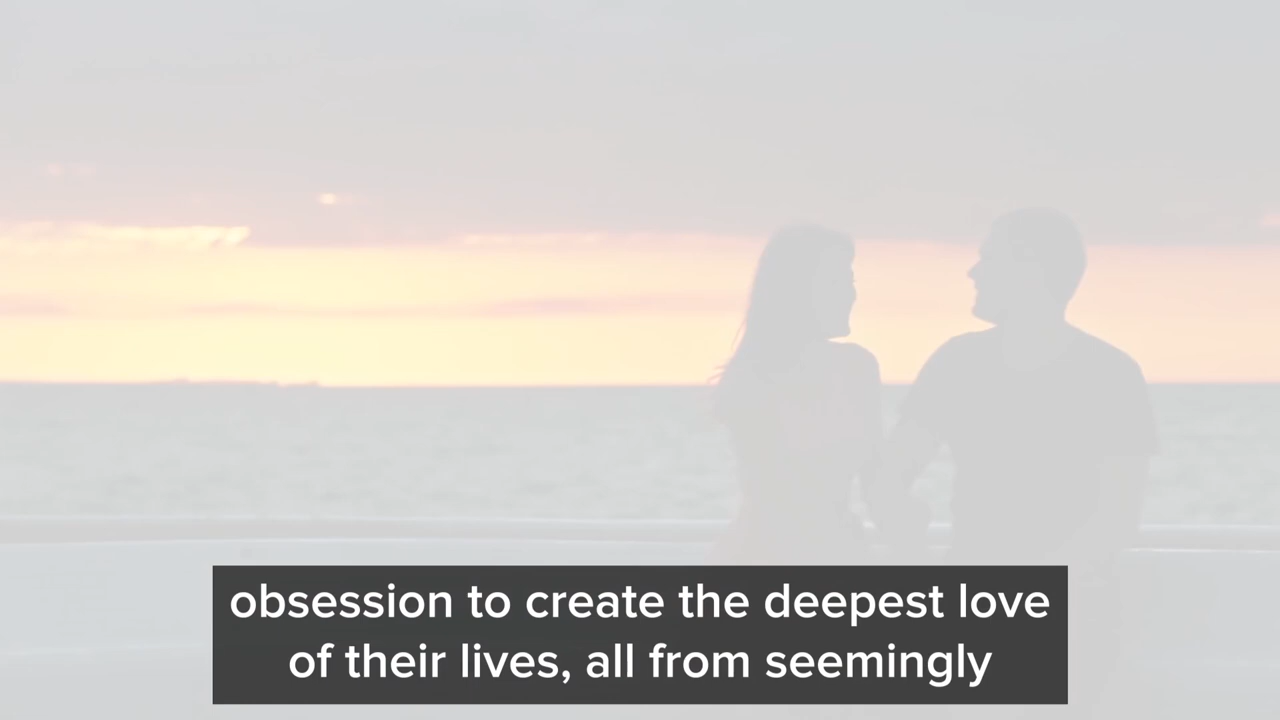 obsession to create the deepest love
of their lives, all from seemingly